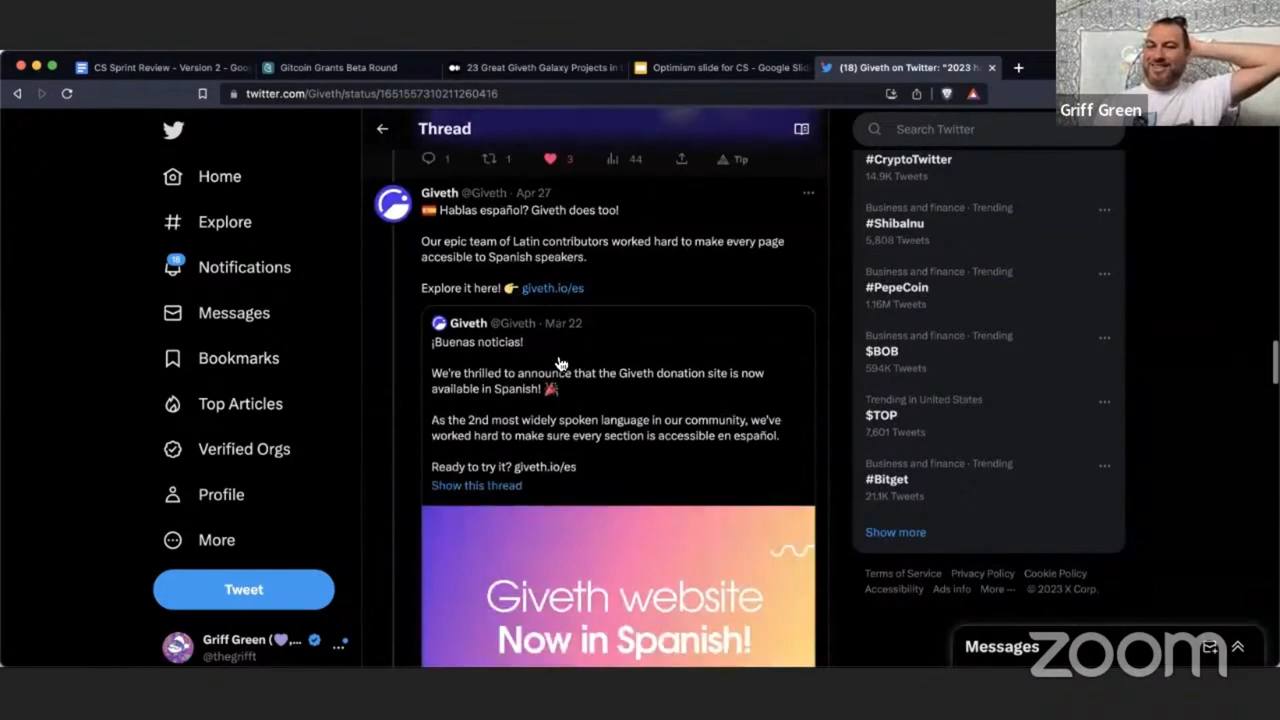 CS Sprint Review - Version 2 - Goo
Gitcoin Grants Beta Round
23 Great Giveth Galaxy Projects in t
Optimism slide for CS - Google Slid
(18) Giveth on Twitter: "2023 h
twitter.com/Giveth/status/1651557310211260416
Griff Green
Home
Explore
18
Notifications
Messages
Bookmarks
Top Articles
Verified Orgs
Profile
More
Tweet
Griff Green (💜,...
@thegrifft
Thread
1
1
3
44
Tip
Giveth @Giveth · Apr 27
🇪🇸 Hablas español? Giveth does too!
Our epic team of Latin contributors worked hard to make every page
accesible to Spanish speakers.
Explore it here! 👉 giveth.io/es
Giveth @Giveth · Mar 22
¡Buenas noticias!
We're thrilled to announce that the Giveth donation site is now
available in Spanish! 🎉
As the 2nd most widely spoken language in our community, we've
worked hard to make sure every section is accessible en español.
Ready to try it? giveth.io/es
Show this thread
Giveth website
Now in Spanish!
Search Twitter
#CryptoTwitter
14.9K Tweets
Business and finance · Trending
#ShibaInu
5,808 Tweets
Business and finance · Trending
#PepeCoin
1.16M Tweets
Business and finance · Trending
$BOB
594K Tweets
Trending in United States
$TOP
7,601 Tweets
Business and finance · Trending
#Bitget
21.1K Tweets
Show more
Terms of Service Privacy Policy Cookie Policy
Accessibility Ads info More ··· © 2023 X Corp.
Messages
zoom